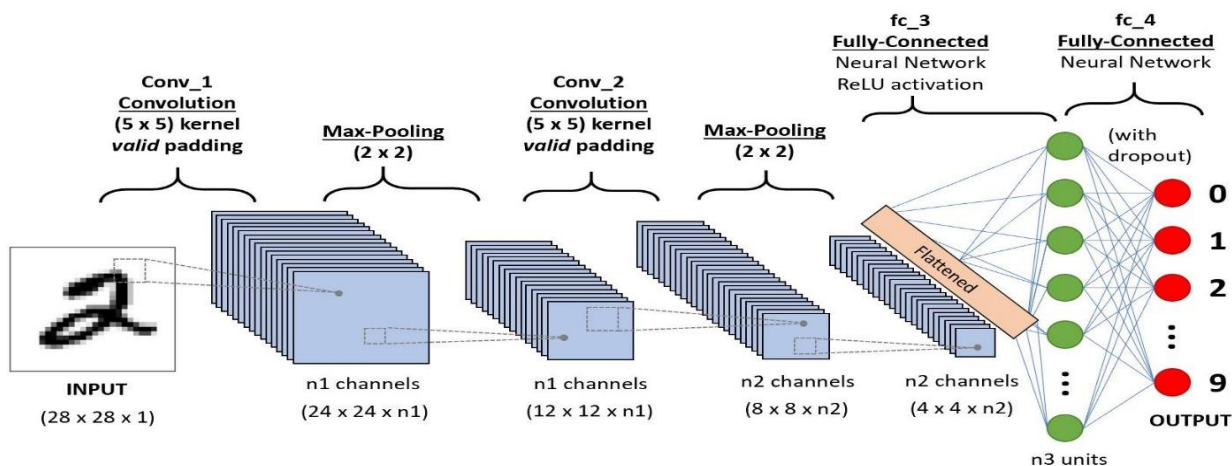 Conv_1
Convolution
(5 x 5) kernel
valid padding
Max-Pooling
(2 x 2)
Conv_2
Convolution
(5 x 5) kernel
valid padding
Max-Pooling
(2 x 2)
fc_3
Fully-Connected
Neural Network
ReLU activation
fc_4
Fully-Connected
Neural Network
(with
dropout)
INPUT
(28 x 28 x 1)
n1 channels
(24 x 24 x n1)
n1 channels
(12 x 12 x n1)
n2 channels
(8 x 8 x n2)
n2 channels
(4 x 4 x n2)
Flattened
n3 units
0
1
2
9
OUTPUT
2